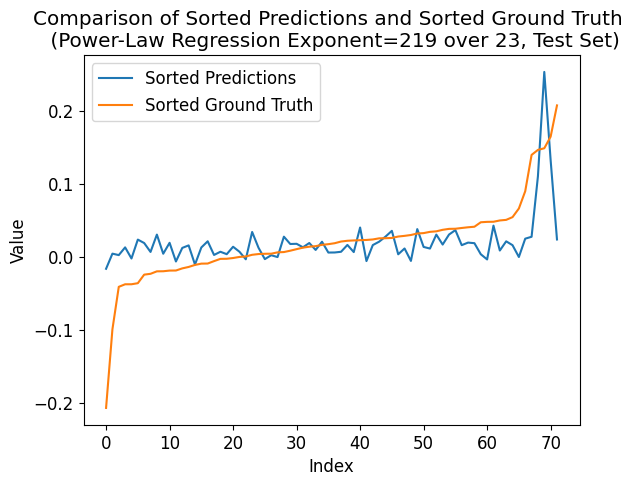 Comparison of Sorted Predictions and Sorted Ground Truth
(Power-Law Regression Exponent=219 over 23, Test Set)
Sorted Predictions
Sorted Ground Truth
Value
0.2
0.1
0.0
−0.1
−0.2
0 10 20 30 40 50 60 70
Index